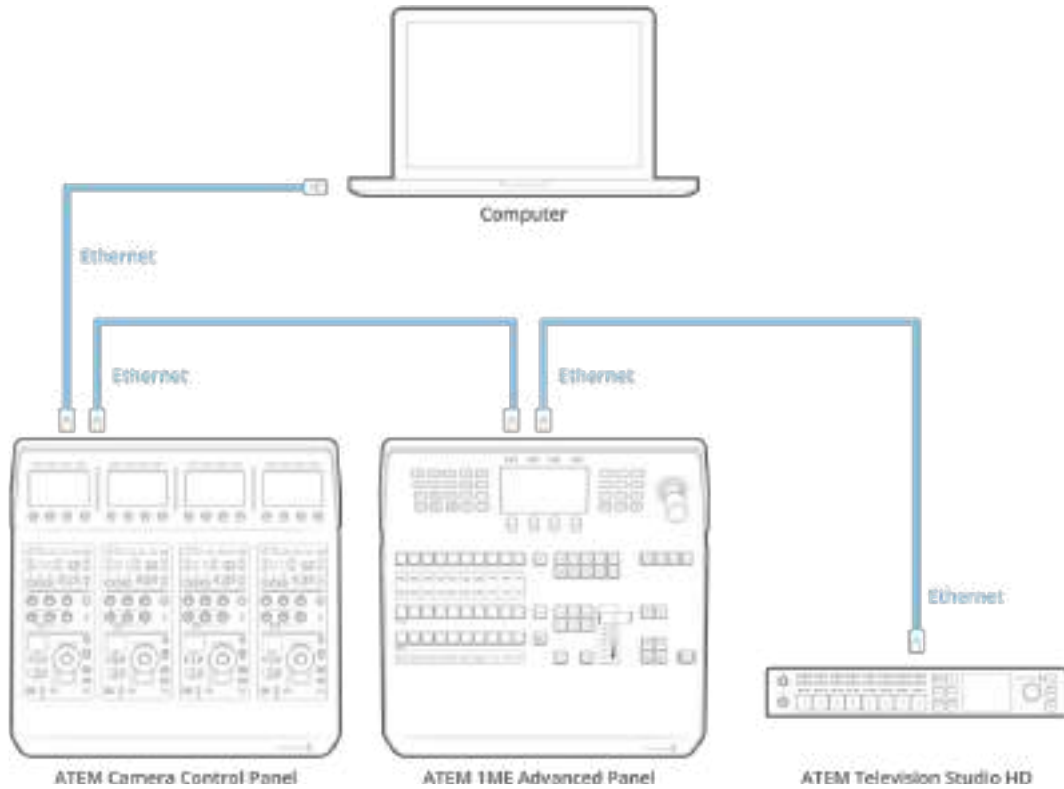 Computer
Ethernet
Ethernet
Ethernet
Ethernet
ATEM Camera Control Panel
ATEM 1ME Advanced Panel
ATEM Television Studio HD